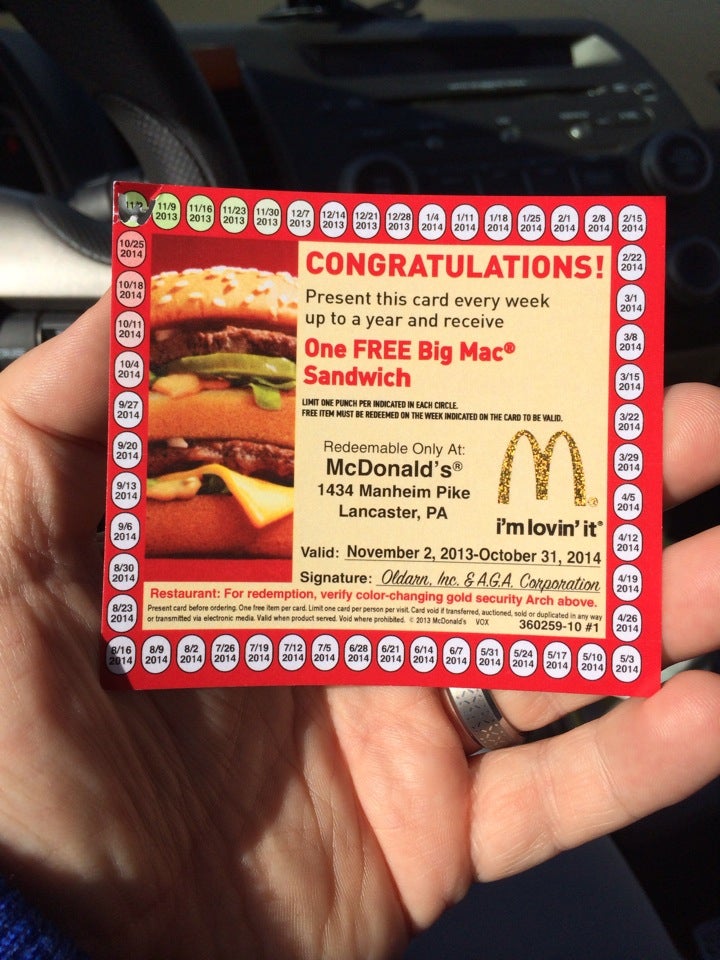 11/9 2013 11/16 2013 11/23 2013 11/30 2013 12/7 2013 12/14 2013 12/21 2013 12/28 2013 1/4 2014 1/11 2014 1/18 2014 1/25 2014 2/1 2014 2/8 2014 2/15 2014
2/22 2014
3/1 2014
3/8 2014
3/15 2014
3/22 2014
3/29 2014
4/5 2014
4/12 2014
4/19 2014
4/26 2014
5/3 2014
5/10 2014
5/17 2014
5/24 2014
5/31 2014
6/7 2014
6/14 2014
6/21 2014
6/28 2014
7/5 2014
7/12 2014
7/19 2014
7/26 2014
8/2 2014
8/9 2014
8/16 2014
8/23 2014
8/30 2014
9/6 2014
9/13 2014
9/20 2014
9/27 2014
10/4 2014
10/11 2014
10/18 2014
10/25 2014
CONGRATULATIONS!
Present this card every week
up to a year and receive
One FREE Big Mac®
Sandwich
LIMIT ONE PUNCH PER INDICATED IN EACH CIRCLE.
FREE ITEM MUST BE REDEEMED ON THE WEEK INDICATED ON THE CARD TO BE VALID.
Redeemable Only At:
McDonald's®
1434 Manheim Pike
Lancaster, PA
i'm lovin' it®
Valid: November 2, 2013-October 31, 2014
Signature: Oldarn, Inc. & A.G.A. Corporation
Restaurant: For redemption, verify color-changing gold security Arch above.
Present card before ordering. One free item per card. Limit one card per person per visit. Card void if transferred, auctioned, sold or duplicated in any way
or transmitted via electronic media. Valid when product served. Void where prohibited. © 2013 McDonald's VOX 360259-10 #1